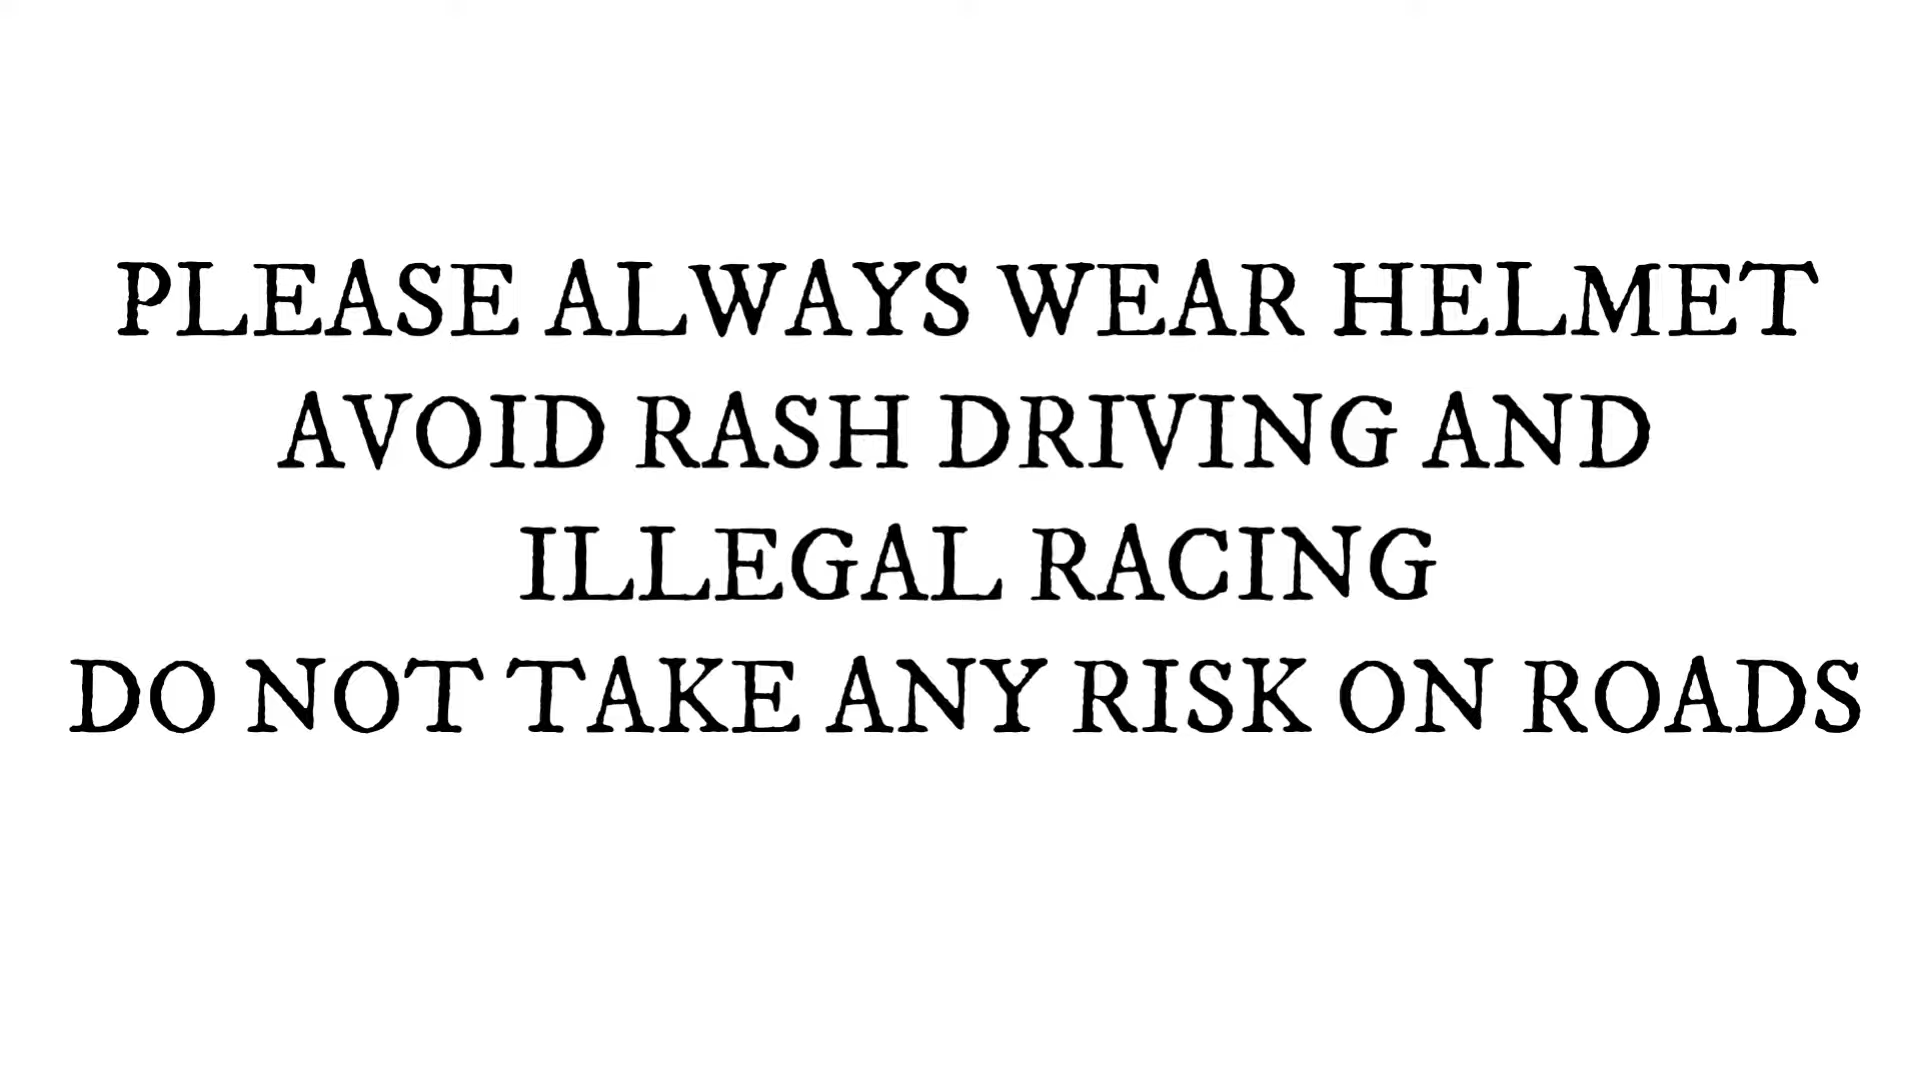 PLEASE ALWAYS WEAR HELMET
AVOID RASH DRIVING AND
ILLEGAL RACING
DO NOT TAKE ANY RISK ON ROADS